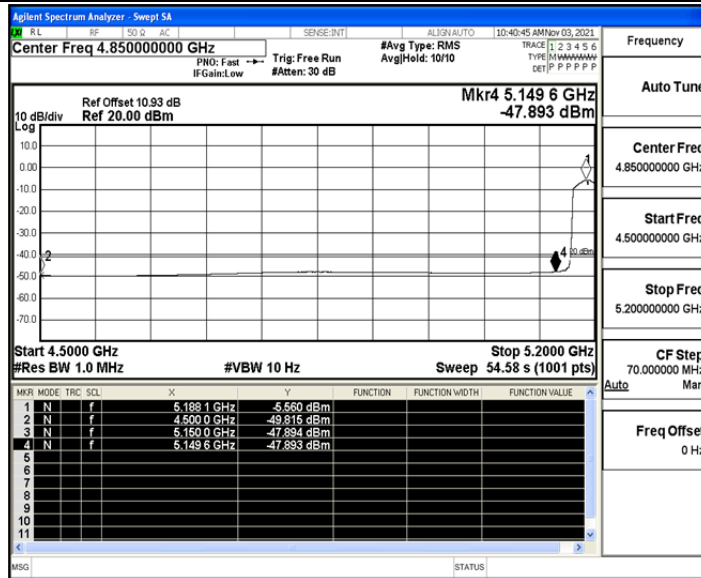 Agilent Spectrum Analyzer - Swept SA
LXI RL RF 50 Ω AC SENSE:INT ALIGN AUTO 10:40:45 AM Nov 03, 2021
Center Freq 4.850000000 GHz
PNO: Fast
IFGain:Low
Trig: Free Run
#Atten: 30 dB
#Avg Type: RMS
Avg|Hold: 10/10
TRACE 1 2 3 4 5 6
TYPE M W W W W W
DET P P P P P P
Frequency
Auto Tune
Center Freq
4.850000000 GHz
Start Freq
4.500000000 GHz
Stop Freq
5.200000000 GHz
CF Step
70.000000 MHz
Auto Man
Freq Offset
0 Hz
Mkr4 5.149 6 GHz
-47.893 dBm
10 dB/div
Log
Ref Offset 10.93 dB
Ref 20.00 dBm
10.0
0.00
-10.0
-20.0
-30.0
-40.0
-50.0
-60.0
-70.0
1
2
4
20 dBm
Start 4.5000 GHz
#Res BW 1.0 MHz
#VBW 10 Hz
Stop 5.2000 GHz
Sweep 54.58 s (1001 pts)
MKR MODE TRC SCL X Y FUNCTION FUNCTION WIDTH FUNCTION VALUE
1 N f 5.188 1 GHz -5.560 dBm
2 N f 4.500 0 GHz -49.815 dBm
3 N f 5.150 0 GHz -47.894 dBm
4 N f 5.149 6 GHz -47.893 dBm
5
6
7
8
9
10
11
MSG
STATUS